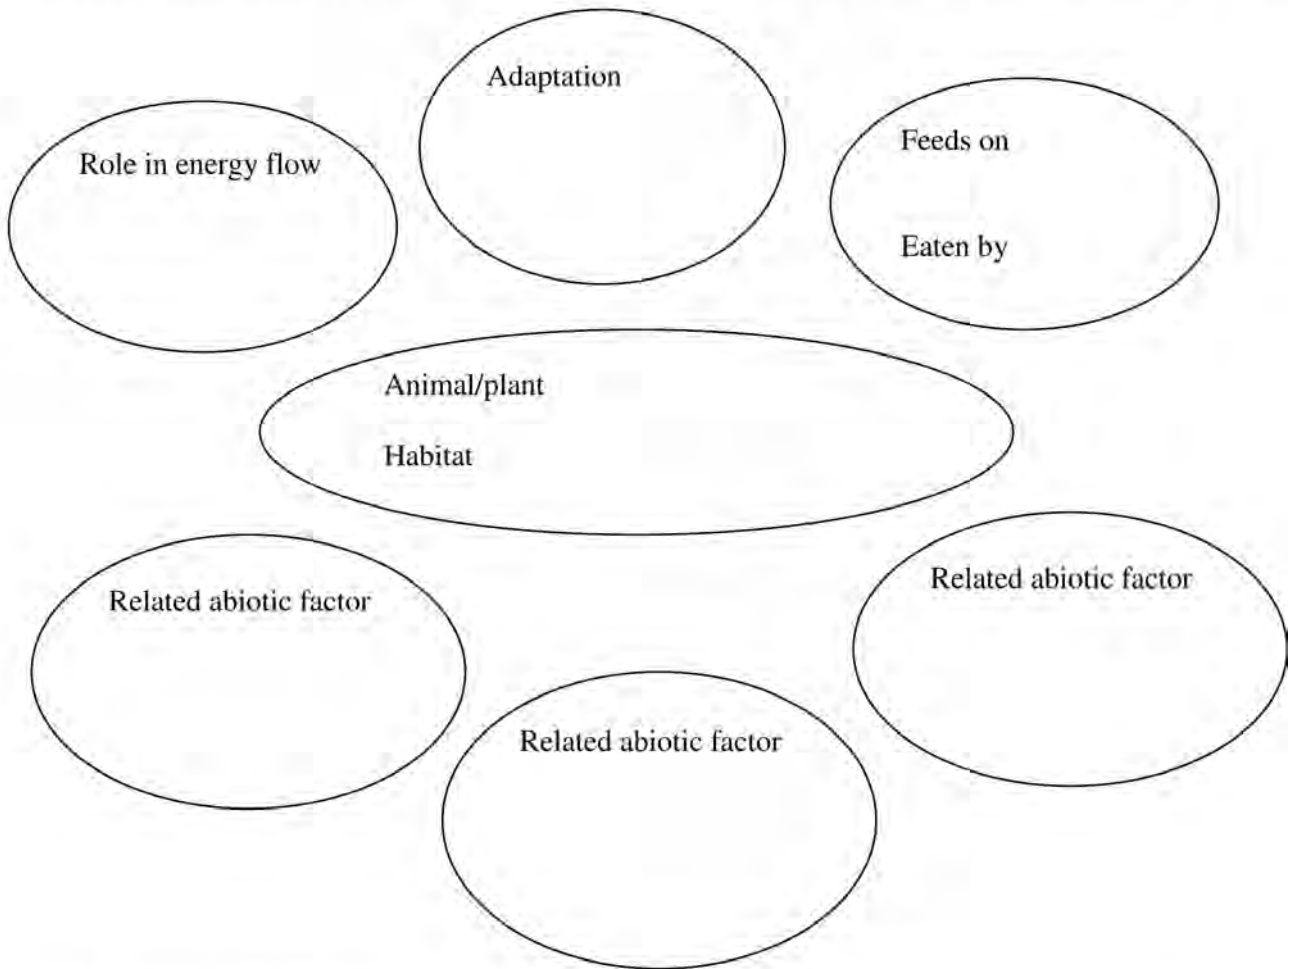 Adaptation
Role in energy flow
Feeds on
Eaten by
Animal/plant
Habitat
Related abiotic factor
Related abiotic factor
Related abiotic factor